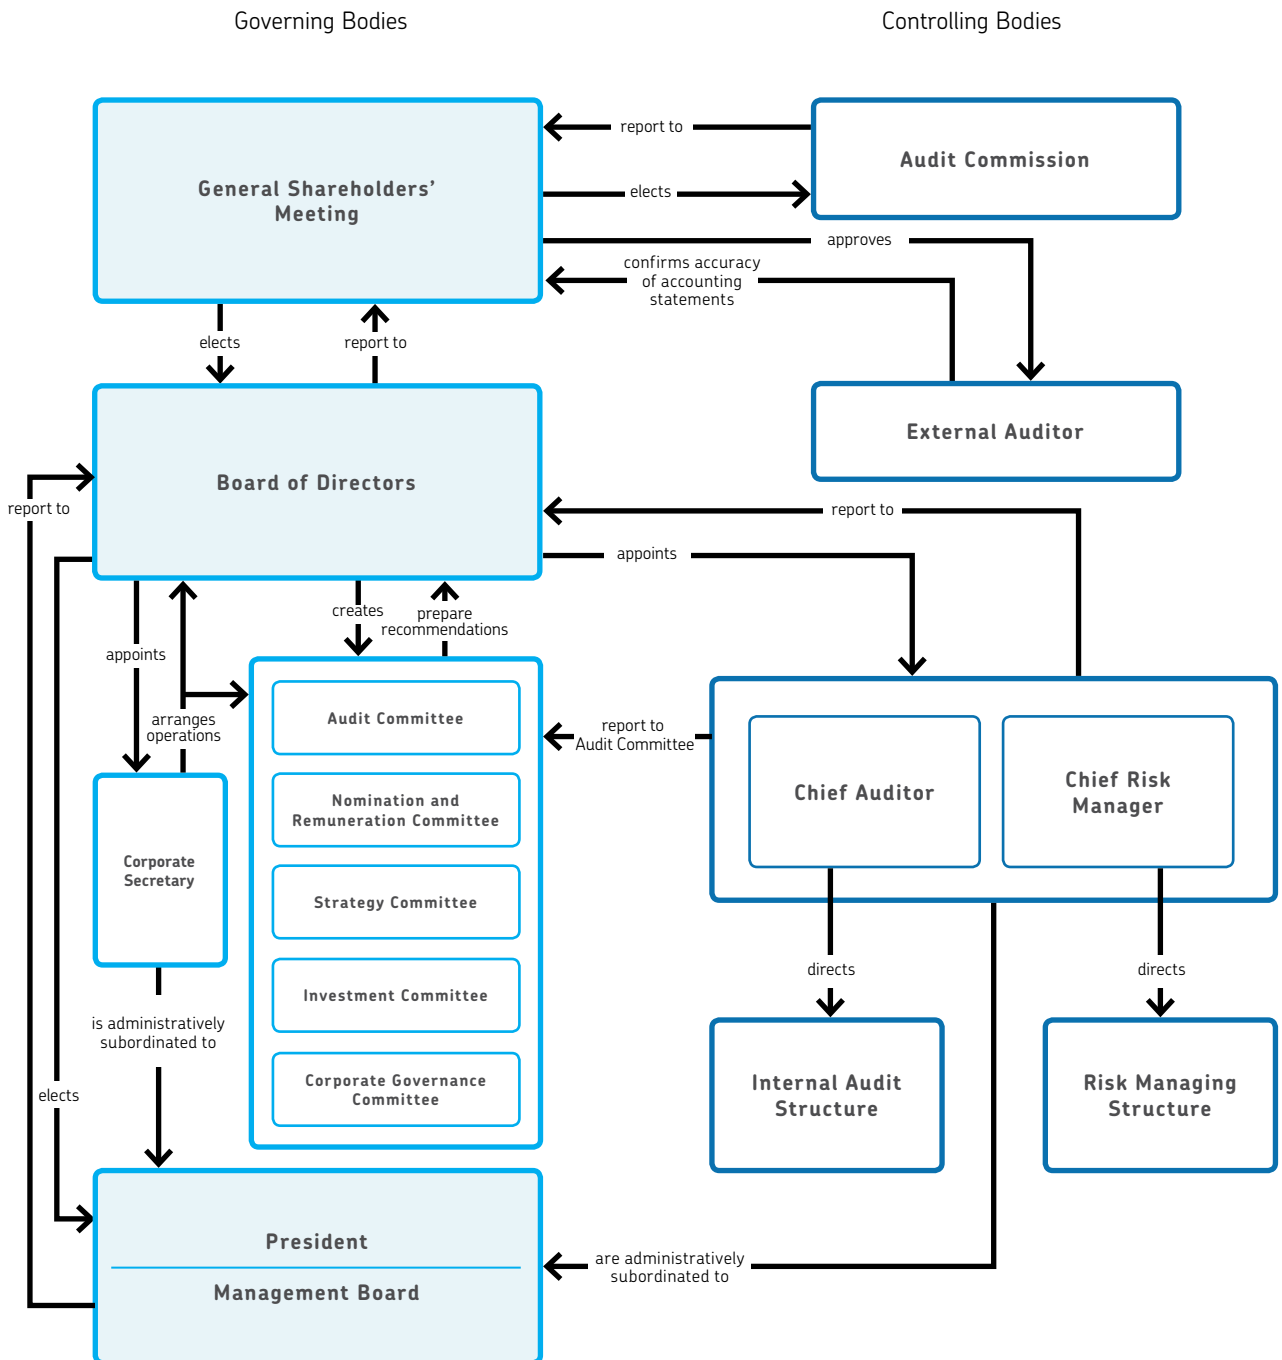 Governing Bodies
Controlling Bodies
General Shareholders’
Meeting
report to
Audit Commission
elects
approves
confirms accuracy
of accounting
statements
elects
report to
External Auditor
Board of Directors
report to
report to
appoints
creates
prepare
recommendations
appoints
arranges
operations
Audit Committee
report to
Audit Committee
Chief Auditor
Chief Risk
Manager
Nomination and
Remuneration Committee
Corporate
Secretary
Strategy Committee
directs
directs
Investment Committee
is administratively
subordinated to
Corporate Governance
Committee
elects
Internal Audit
Structure
Risk Managing
Structure
President
Management Board
are administratively
subordinated to